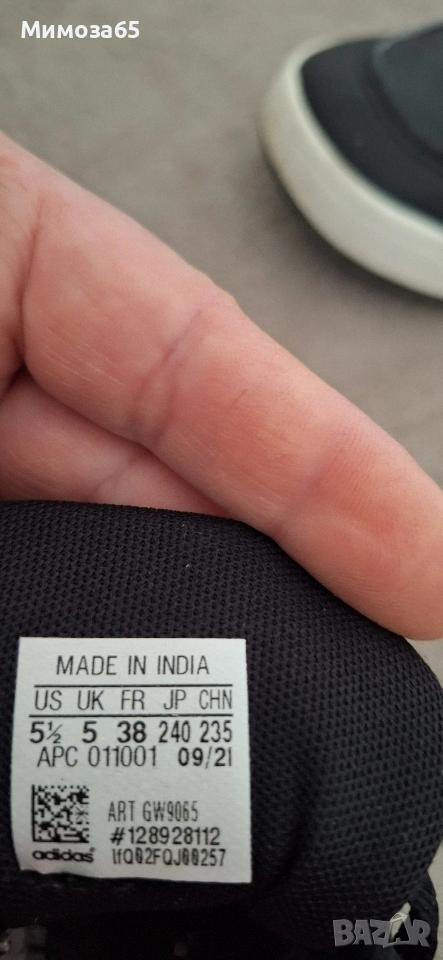 Мимоза65
MADE IN INDIA
US UK FR JP CHN
5½ 5 38 240 235
APC 011001 09/21
ART GW9065
#128928112
adidas 1fQ02FQJ00257
BAZAR